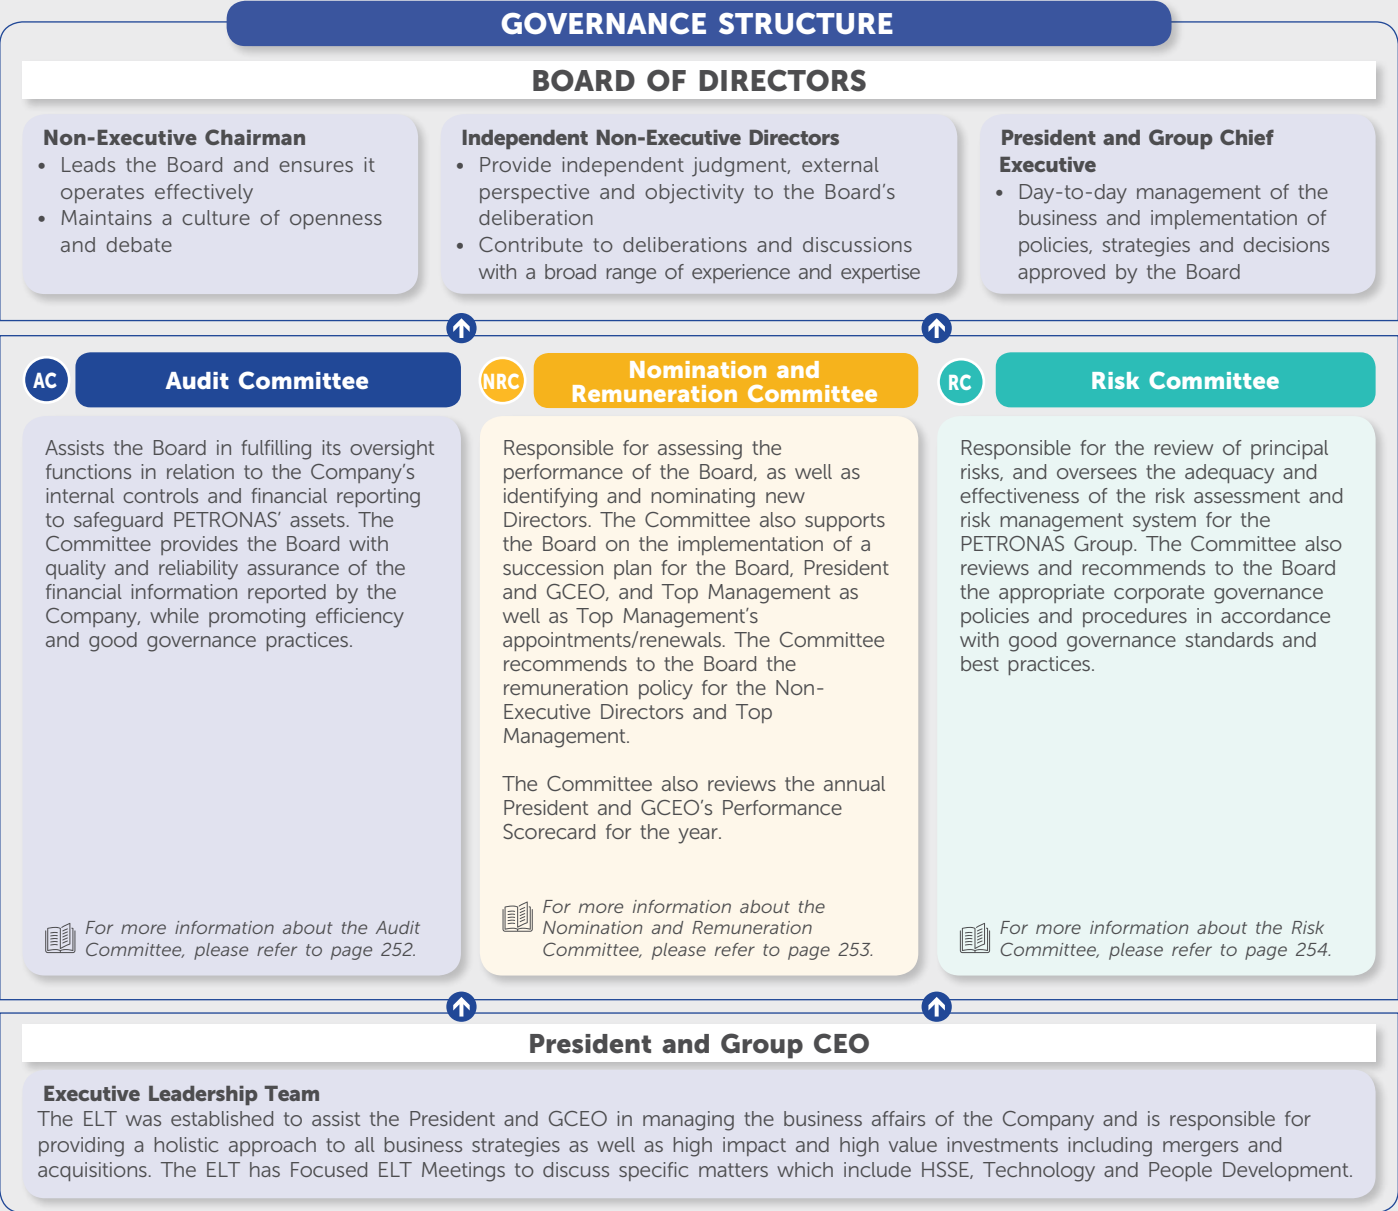 GOVERNANCE STRUCTURE
BOARD OF DIRECTORS
Non-Executive Chairman
• Leads the Board and ensures it
operates effectively
• Maintains a culture of openness
and debate
Independent Non-Executive Directors
• Provide independent judgment, external
perspective and objectivity to the Board’s
deliberation
• Contribute to deliberations and discussions
with a broad range of experience and expertise
President and Group Chief
Executive
• Day-to-day management of the
business and implementation of
policies, strategies and decisions
approved by the Board
AC
Audit Committee
Assists the Board in fulfilling its oversight
functions in relation to the Company’s
internal controls and financial reporting
to safeguard PETRONAS’ assets. The
Committee provides the Board with
quality and reliability assurance of the
financial information reported by the
Company, while promoting efficiency
and good governance practices.
For more information about the Audit
Committee, please refer to page 252.
NRC
Nomination and
Remuneration Committee
Responsible for assessing the
performance of the Board, as well as
identifying and nominating new
Directors. The Committee also supports
the Board on the implementation of a
succession plan for the Board, President
and GCEO, and Top Management as
well as Top Management’s
appointments/renewals. The Committee
recommends to the Board the
remuneration policy for the Non-
Executive Directors and Top
Management.
The Committee also reviews the annual
President and GCEO’s Performance
Scorecard for the year.
For more information about the
Nomination and Remuneration
Committee, please refer to page 253.
RC
Risk Committee
Responsible for the review of principal
risks, and oversees the adequacy and
effectiveness of the risk assessment and
risk management system for the
PETRONAS Group. The Committee also
reviews and recommends to the Board
the appropriate corporate governance
policies and procedures in accordance
with good governance standards and
best practices.
For more information about the Risk
Committee, please refer to page 254.
President and Group CEO
Executive Leadership Team
The ELT was established to assist the President and GCEO in managing the business affairs of the Company and is responsible for
providing a holistic approach to all business strategies as well as high impact and high value investments including mergers and
acquisitions. The ELT has Focused ELT Meetings to discuss specific matters which include HSSE, Technology and People Development.